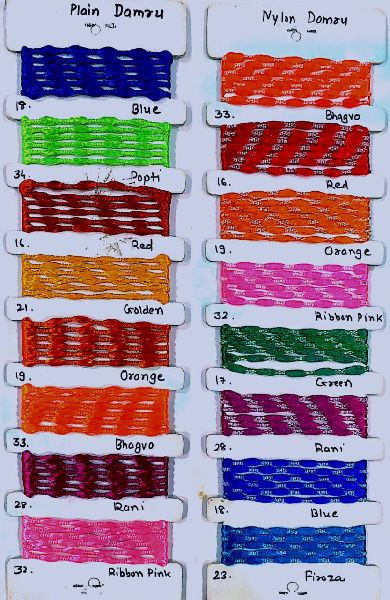 Plain Damru
18. Blue
34. Popti
16. Red
21. Golden
19. Orange
33. Bhagvo
28. Rani
32. Ribbon Pink
Nylon Damru
33. Bhagvo
16. Red
19. Orange
32. Ribbon Pink
17. Green
28. Rani
18. Blue
23. Firoza